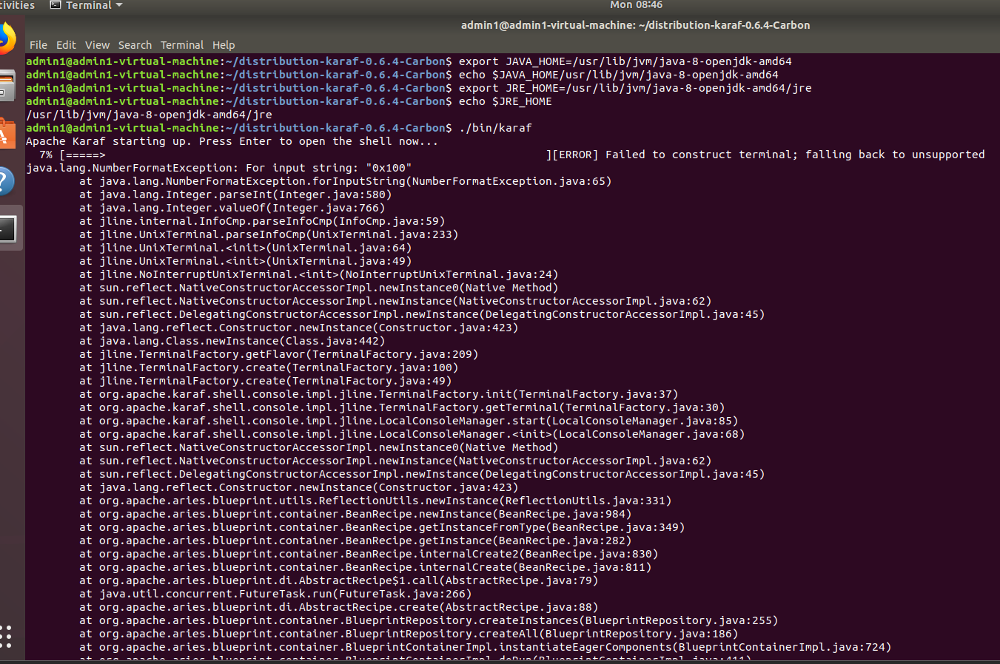 Terminal
Mon 08:46
admin1@admin1-virtual-machine: ~/distribution-karaf-0.6.4-Carbon
File Edit View Search Terminal Help
admin1@admin1-virtual-machine:~/distribution-karaf-0.6.4-Carbon$ export JAVA_HOME=/usr/lib/jvm/java-8-openjdk-amd64
admin1@admin1-virtual-machine:~/distribution-karaf-0.6.4-Carbon$ echo $JAVA_HOME/usr/lib/jvm/java-8-openjdk-amd64
admin1@admin1-virtual-machine:~/distribution-karaf-0.6.4-Carbon$ export JRE_HOME=/usr/lib/jvm/java-8-openjdk-amd64/jre
admin1@admin1-virtual-machine:~/distribution-karaf-0.6.4-Carbon$ echo $JRE_HOME
/usr/lib/jvm/java-8-openjdk-amd64/jre
admin1@admin1-virtual-machine:~/distribution-karaf-0.6.4-Carbon$ ./bin/karaf
Apache Karaf starting up. Press Enter to open the shell now...
7% [=====> ][ERROR] Failed to construct terminal; falling back to unsupported
java.lang.NumberFormatException: For input string: "0x100"
at java.lang.NumberFormatException.forInputString(NumberFormatException.java:65)
at java.lang.Integer.parseInt(Integer.java:580)
at java.lang.Integer.valueOf(Integer.java:766)
at jline.internal.InfoCmp.parseInfoCmp(InfoCmp.java:59)
at jline.UnixTerminal.parseInfoCmp(UnixTerminal.java:233)
at jline.UnixTerminal.<init>(UnixTerminal.java:64)
at jline.UnixTerminal.<init>(UnixTerminal.java:49)
at jline.NoInterruptUnixTerminal.<init>(NoInterruptUnixTerminal.java:24)
at sun.reflect.NativeConstructorAccessorImpl.newInstance0(Native Method)
at sun.reflect.NativeConstructorAccessorImpl.newInstance(NativeConstructorAccessorImpl.java:62)
at sun.reflect.DelegatingConstructorAccessorImpl.newInstance(DelegatingConstructorAccessorImpl.java:45)
at java.lang.reflect.Constructor.newInstance(Constructor.java:423)
at java.lang.Class.newInstance(Class.java:442)
at jline.TerminalFactory.getFlavor(TerminalFactory.java:209)
at jline.TerminalFactory.create(TerminalFactory.java:100)
at jline.TerminalFactory.create(TerminalFactory.java:49)
at org.apache.karaf.shell.console.impl.jline.TerminalFactory.init(TerminalFactory.java:37)
at org.apache.karaf.shell.console.impl.jline.TerminalFactory.getTerminal(TerminalFactory.java:30)
at org.apache.karaf.shell.console.impl.jline.LocalConsoleManager.start(LocalConsoleManager.java:85)
at org.apache.karaf.shell.console.impl.jline.LocalConsoleManager.<init>(LocalConsoleManager.java:68)
at sun.reflect.NativeConstructorAccessorImpl.newInstance0(Native Method)
at sun.reflect.NativeConstructorAccessorImpl.newInstance(NativeConstructorAccessorImpl.java:62)
at sun.reflect.DelegatingConstructorAccessorImpl.newInstance(DelegatingConstructorAccessorImpl.java:45)
at java.lang.reflect.Constructor.newInstance(Constructor.java:423)
at org.apache.aries.blueprint.utils.ReflectionUtils.newInstance(ReflectionUtils.java:331)
at org.apache.aries.blueprint.container.BeanRecipe.newInstance(BeanRecipe.java:984)
at org.apache.aries.blueprint.container.BeanRecipe.getInstanceFromType(BeanRecipe.java:349)
at org.apache.aries.blueprint.container.BeanRecipe.getInstance(BeanRecipe.java:282)
at org.apache.aries.blueprint.container.BeanRecipe.internalCreate2(BeanRecipe.java:830)
at org.apache.aries.blueprint.container.BeanRecipe.internalCreate(BeanRecipe.java:811)
at org.apache.aries.blueprint.di.AbstractRecipe$1.call(AbstractRecipe.java:79)
at java.util.concurrent.FutureTask.run(FutureTask.java:266)
at org.apache.aries.blueprint.di.AbstractRecipe.create(AbstractRecipe.java:88)
at org.apache.aries.blueprint.container.BlueprintRepository.createInstances(BlueprintRepository.java:255)
at org.apache.aries.blueprint.container.BlueprintRepository.createAll(BlueprintRepository.java:186)
at org.apache.aries.blueprint.container.BlueprintContainerImpl.instantiateEagerComponents(BlueprintContainerImpl.java:724)